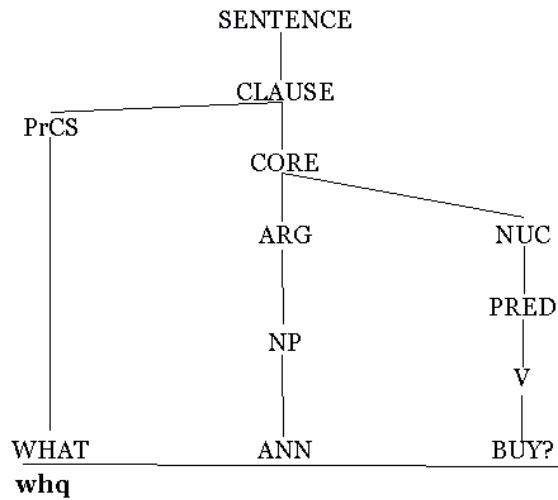 SENTENCE
CLAUSE
PrCS
CORE
ARG NUC
PRED
NP
V
WHAT ANN BUY?
whq